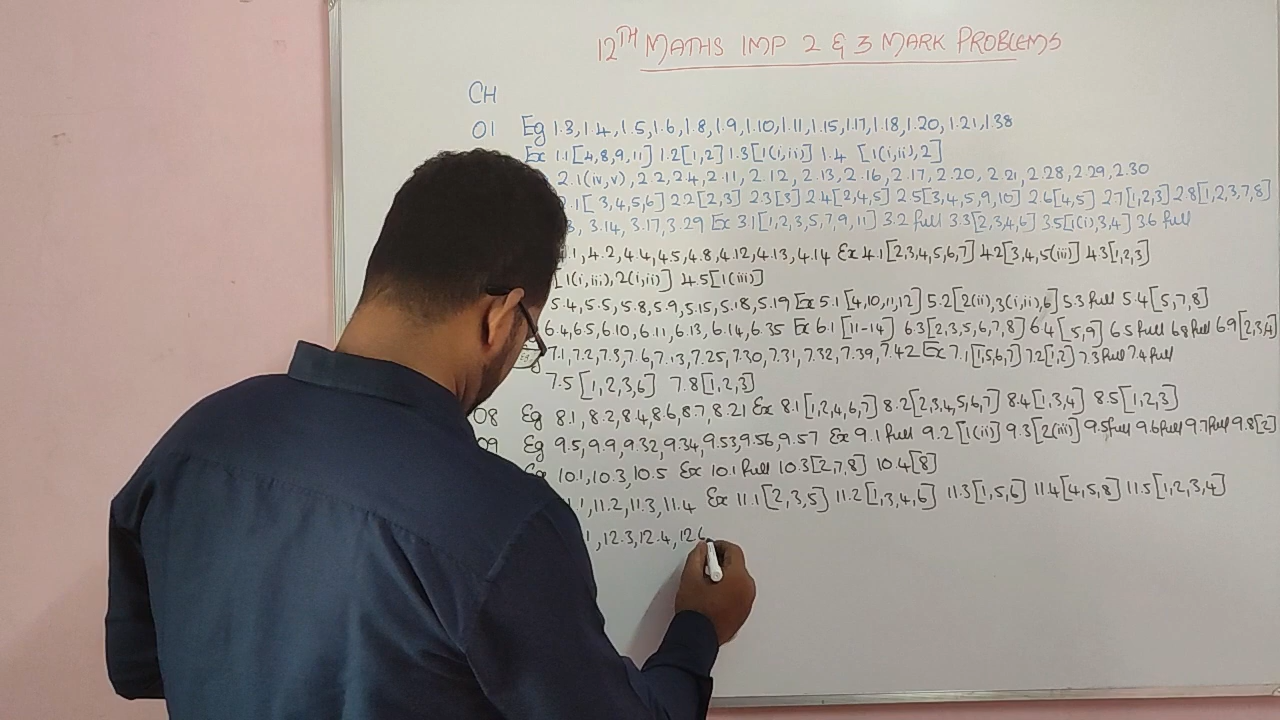 12TH MATHS IMP 2 & 3 MARK PROBLEMS
CH
01 Eg 1.3, 1.4, 1.5, 1.6, 1.8, 1.9, 1.10, 1.11, 1.15, 1.17, 1.18, 1.20, 1.21, 1.38
Ex 1.1[4,8,9,11] 1.2[1,2] 1.3[1(i,ii)] 1.4 [1(i,ii),2]
2.1(iv,v), 2.2, 2.4, 2.11, 2.12, 2.13, 2.16, 2.17, 2.20, 2.21, 2.28, 2.29, 2.30
2.1[3,4,5,6] 2.2[2,3] 2.3[3] 2.4[2,4,5] 2.5[3,4,5,9,10] 2.6[4,5] 2.7[1,2,3] 2.8[1,2,3,7,8]
3.14, 3.17, 3.29 Ex 3.1[1,2,3,5,7,9,11] 3.2 full 3.3[2,3,4,6] 3.5[1(i),3,4] 3.6 full
4.1, 4.2, 4.4, 4.5, 4.8, 4.12, 4.13, 4.14 Ex 4.1[2,3,4,5,6,7] 4.2[3,4,5(iii)] 4.3[1,2,3]
[1(i,iii),2(i,ii)] 4.5[1(iii)]
5.4, 5.5, 5.8, 5.9, 5.15, 5.18, 5.19 Ex 5.1[4,10,11,12] 5.2[2(ii),3(i,ii),6] 5.3 full 5.4[5,7,8]
6.4, 6.5, 6.10, 6.11, 6.13, 6.14, 6.35 Ex 6.1[11-14] 6.3[2,3,5,6,7,8] 6.4[5,9] 6.5 full 6.8 full 6.9[2,3,4]
7.1, 7.2, 7.3, 7.6, 7.13, 7.25, 7.30, 7.31, 7.32, 7.39, 7.42 Ex 7.1[1,5,6,7] 7.2[1,2] 7.3 full 7.4 full
7.5[1,2,3,6] 7.8[1,2,3]
08 Eg 8.1, 8.2, 8.4, 8.6, 8.7, 8.21 Ex 8.1[1,2,4,6,7] 8.2[2,3,4,5,6,7] 8.4[1,3,4] 8.5[1,2,3]
09 Eg 9.5, 9.9, 9.32, 9.34, 9.53, 9.56, 9.57 Ex 9.1 full 9.2[1(ii)] 9.3[2(iii)] 9.5 full 9.6 full 9.7 full 9.8[2]
10.1, 10.3, 10.5 Ex 10.1 full 10.3[2,7,8] 10.4[8]
11.2, 11.3, 11.4 Ex 11.1[2,3,5] 11.2[1,3,4,6] 11.3[1,5,6] 11.4[4,5,8] 11.5[1,2,3,4]
12.3, 12.4, 12.6